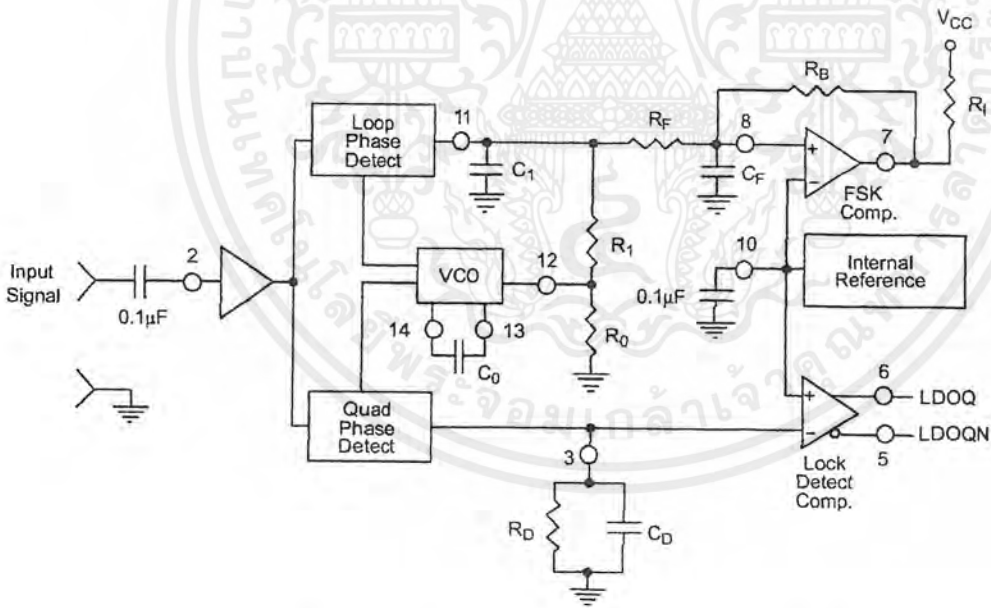 V_CC
R_B
R_F
8
7
R_l
11
Loop
Phase
Detect
C_1
C_F
+
−
FSK
Comp.
R_1
Input
Signal
2
0.1μF
VCO
12
10
0.1μF
Internal
Reference
14
13
C_0
R_0
6
LDOQ
Quad
Phase
Detect
+
−
LDOQN
5
3
Lock
Detect
Comp.
R_D
C_D